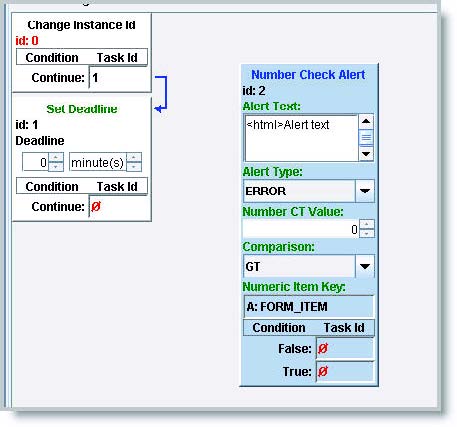 Change Instance Id
id: 0
Condition Task Id
Continue: 1
Set Deadline
id: 1
Deadline
0 minute(s)
Condition Task Id
Continue: Ø
Number Check Alert
id: 2
Alert Text:
<html>Alert text
Alert Type:
ERROR
Number CT Value:
0
Comparison:
GT
Numeric Item Key:
A: FORM_ITEM
Condition Task Id
False: Ø
True: Ø